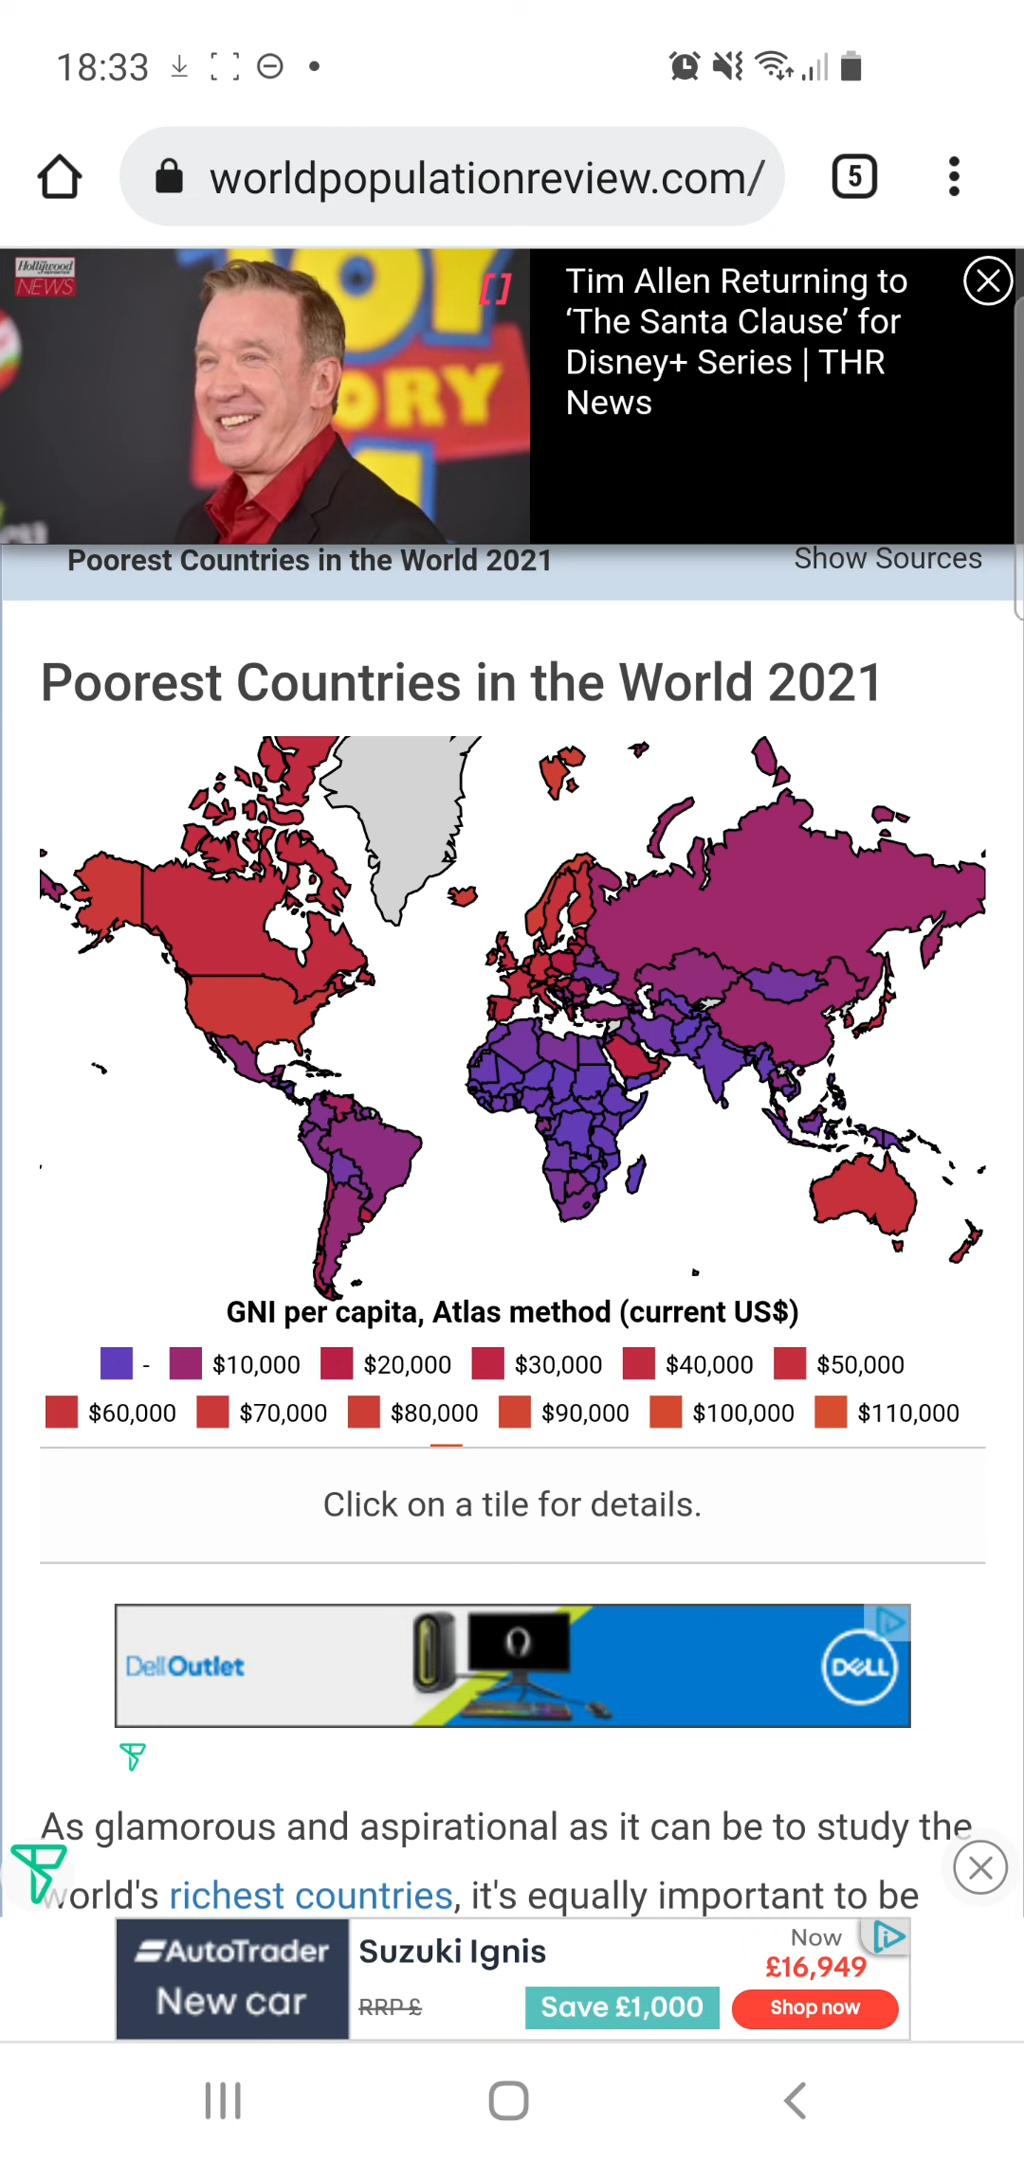 18:33
worldpopulationreview.com/
5
Hollywood
NEWS
ORY
Tim Allen Returning to
‘The Santa Clause’ for
Disney+ Series | THR
News
Poorest Countries in the World 2021
Show Sources
Poorest Countries in the World 2021
GNI per capita, Atlas method (current US$)
- $10,000 $20,000 $30,000 $40,000 $50,000
$60,000 $70,000 $80,000 $90,000 $100,000 $110,000
Click on a tile for details.
Dell Outlet
DELL
As glamorous and aspirational as it can be to study the
world's richest countries, it's equally important to be
AutoTrader
New car
Suzuki Ignis
RRP £
Save £1,000
Now
£16,949
Shop now